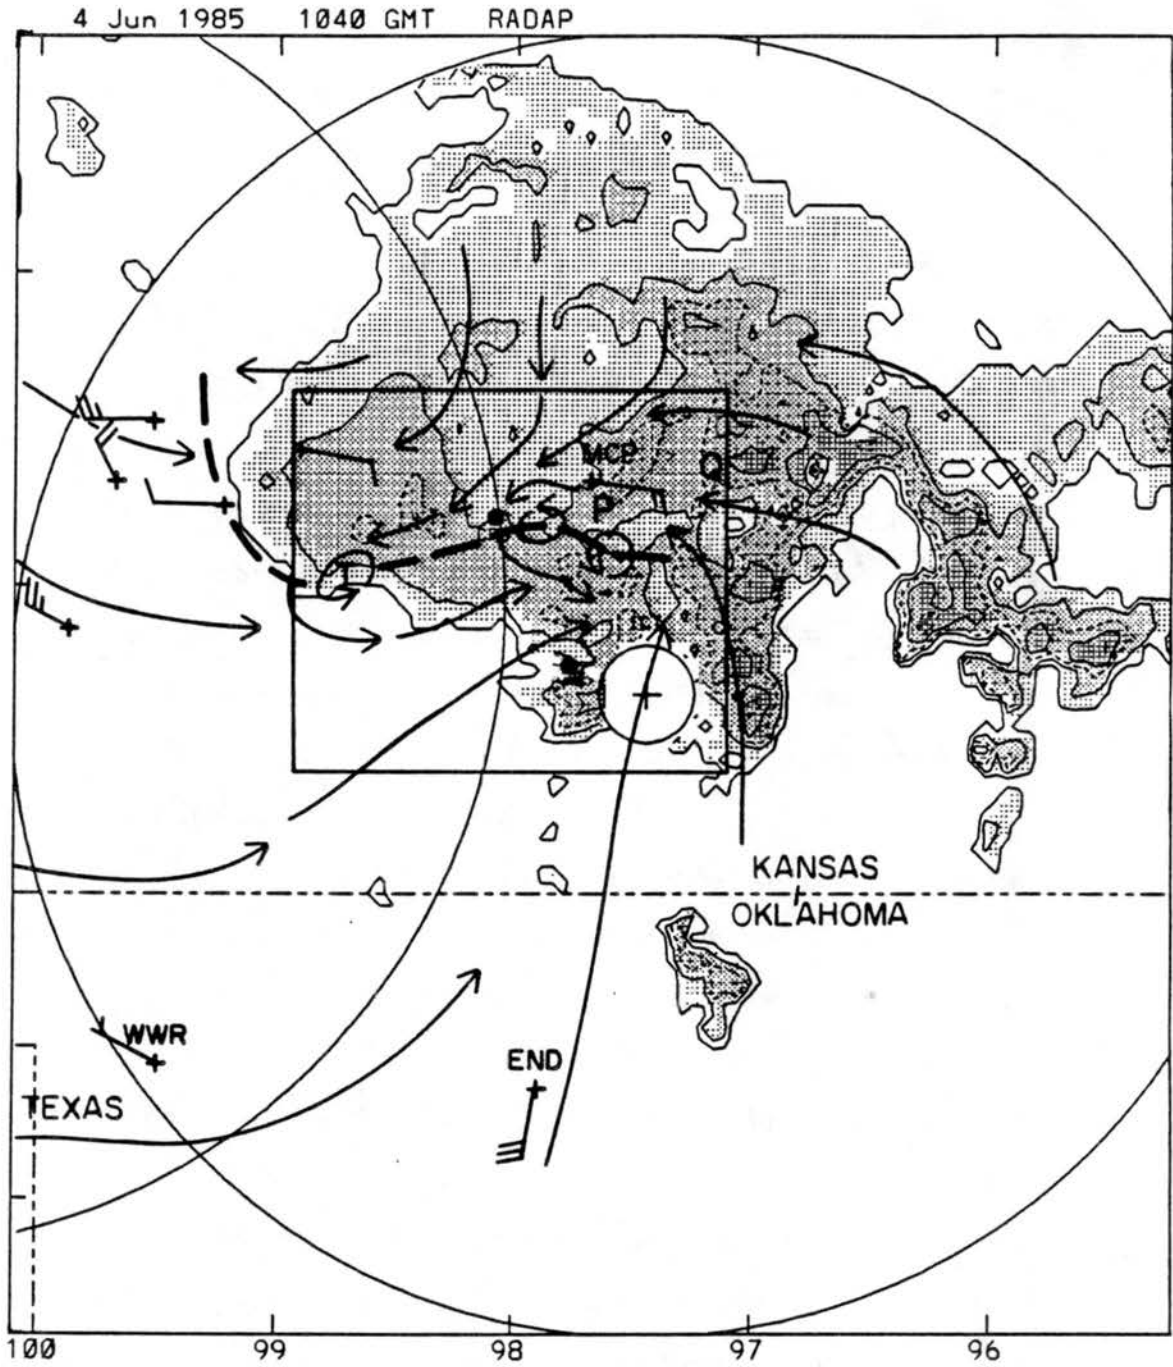 4 Jun 1985 1040 GMT RADAP
MCP
P
KANSAS
OKLAHOMA
WWR
END
TEXAS
100 99 98 97 96